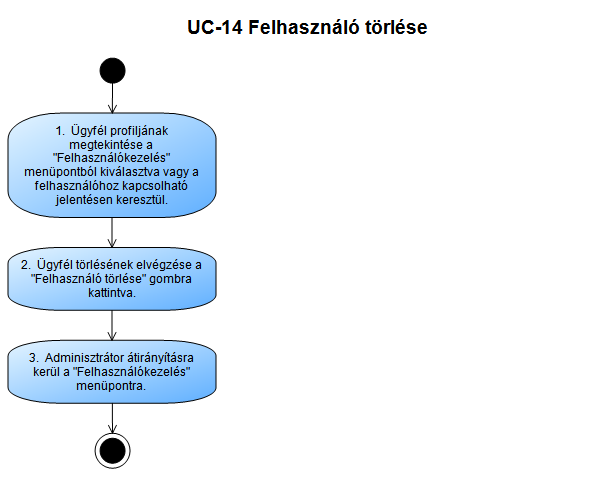 UC-14 Felhasználó törlése
1. Ügyfél profiljának
megtekintése a
"Felhasználókezelés"
menüpontból kiválasztva vagy a
felhasználóhoz kapcsolható
jelentésen keresztül.
2. Ügyfél törlésének elvégzése a
"Felhasználó törlése" gombra
kattintva.
3. Adminisztrátor átirányításra
kerül a "Felhasználókezelés"
menüpontra.